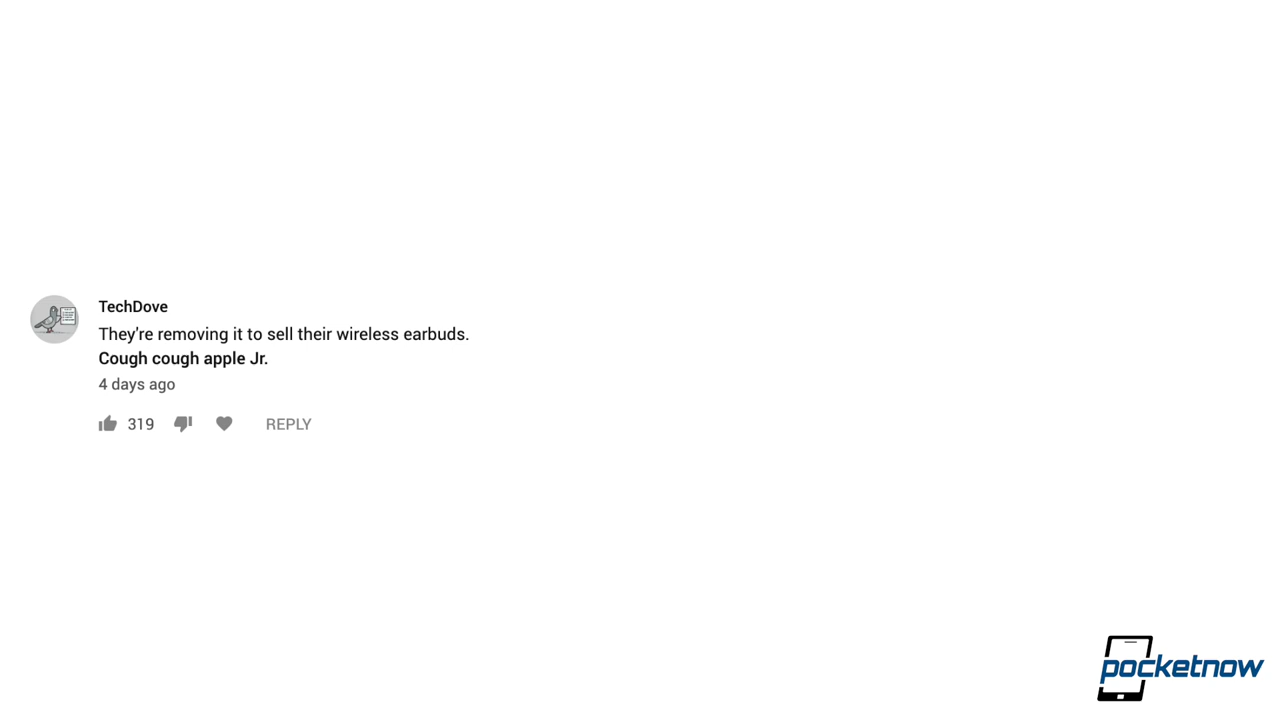 TechDove
They're removing it to sell their wireless earbuds.
Cough cough apple Jr.
4 days ago
319
REPLY
pocketnow